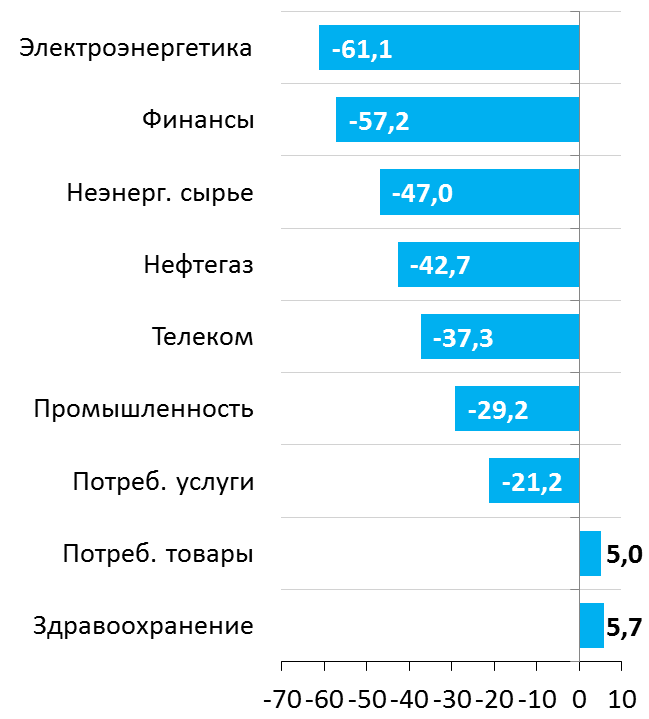 Электроэнергетика -61,1
Финансы -57,2
Неэнерг. сырье -47,0
Нефтегаз -42,7
Телеком -37,3
Промышленность -29,2
Потреб. услуги -21,2
Потреб. товары 5,0
Здравоохранение 5,7
-70 -60 -50 -40 -30 -20 -10 0 10